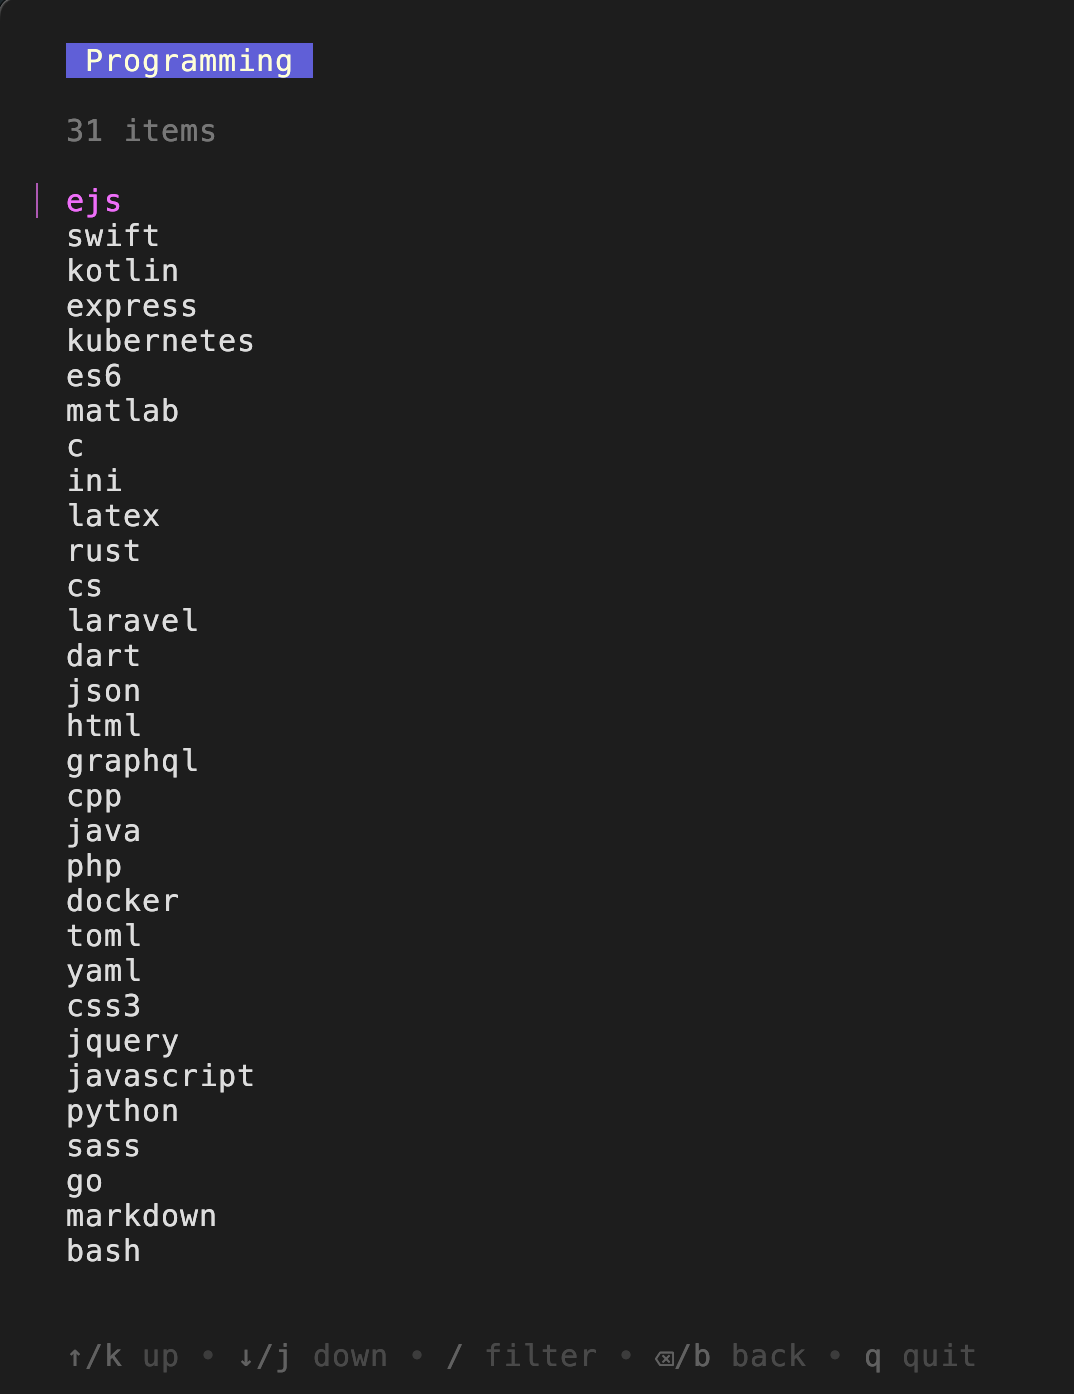 Programming
31 items
ejs
swift
kotlin
express
kubernetes
es6
matlab
c
ini
latex
rust
cs
laravel
dart
json
html
graphql
cpp
java
php
docker
toml
yaml
css3
jquery
javascript
python
sass
go
markdown
bash
↑/k up • ↓/j down • / filter • ⌫/b back • q quit